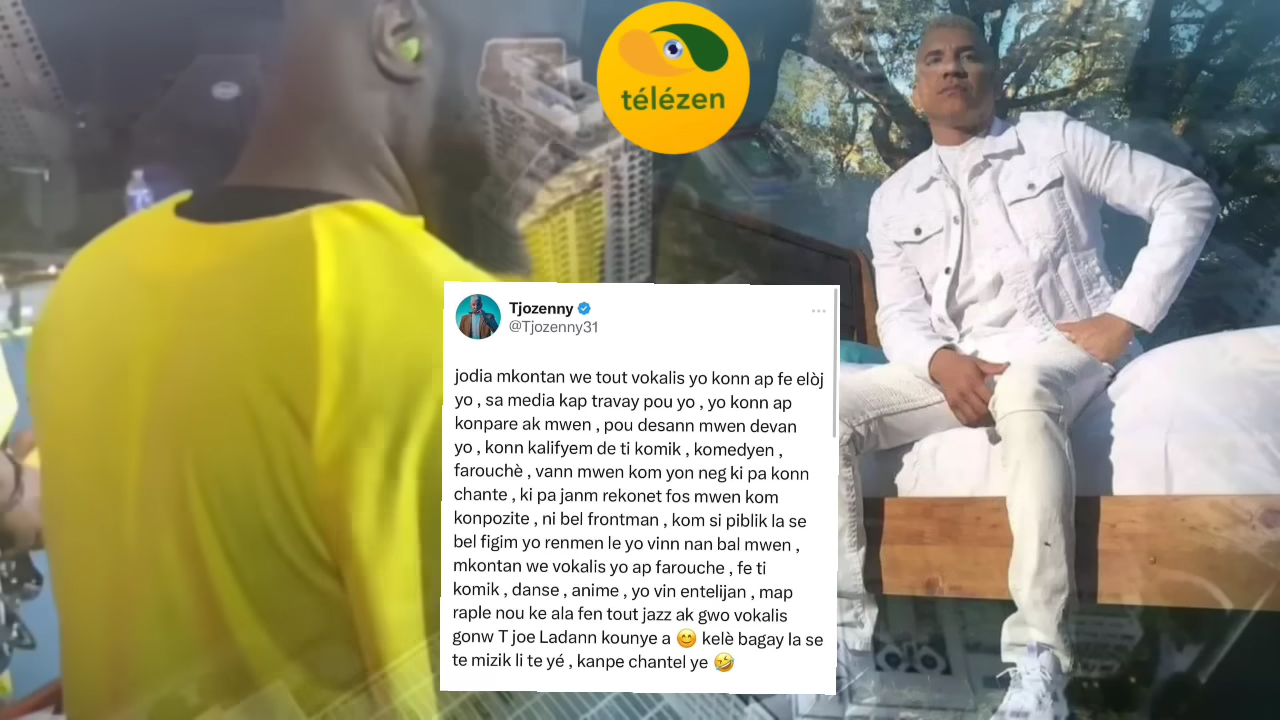 télézen
Tjozenny
@Tjozenny31
jodia mkontan we tout vokalis yo konn ap fe elòj
yo , sa media kap travay pou yo , yo konn ap
konpare ak mwen , pou desann mwen devan
yo , konn kalifyem de ti komik , komedyen ,
farouchè , vann mwen kom yon neg ki pa konn
chante , ki pa janm rekonet fos mwen kom
konpozite , ni bel frontman , kom si piblik la se
bel figim yo renmen le yo vinn nan bal mwen ,
mkontan we vokalis yo ap farouche , fe ti
komik , danse , anime , yo vin entelijan , map
raple nou ke ala fen tout jazz ak gwo vokalis
gonw T joe Ladann kounye a 😊 kelè bagay la se
te mizik li te yé , kanpe chantel ye 🤣